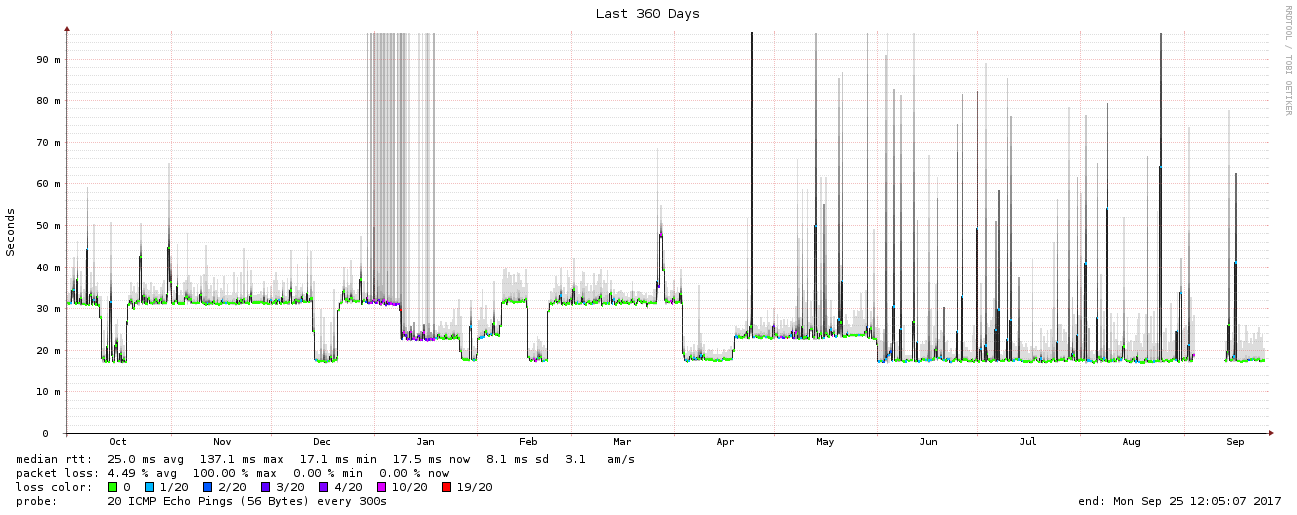 Last 360 Days
RRDTOOL / TOBI OETIKER
Seconds
90 m
80 m
70 m
60 m
50 m
40 m
30 m
20 m
10 m
0
Oct Nov Dec Jan Feb Mar Apr May Jun Jul Aug Sep
median rtt: 25.0 ms avg 137.1 ms max 17.1 ms min 17.5 ms now 8.1 ms sd 3.1 am/s
packet loss: 4.49 % avg 100.00 % max 0.00 % min 0.00 % now
loss color: 0 1/20 2/20 3/20 4/20 10/20 19/20
probe: 20 ICMP Echo Pings (56 Bytes) every 300s end: Mon Sep 25 12:05:07 2017